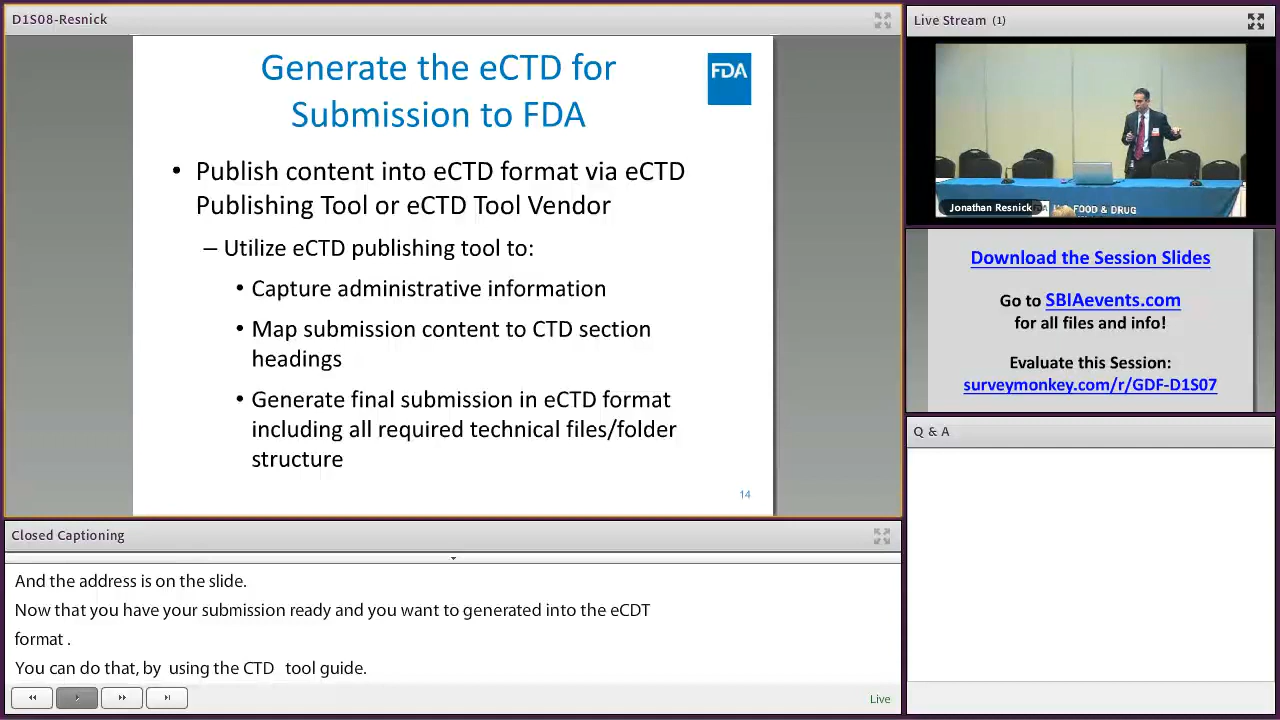 D1S08-Resnick
Generate the eCTD for
Submission to FDA
FDA
• Publish content into eCTD format via eCTD
Publishing Tool or eCTD Tool Vendor
– Utilize eCTD publishing tool to:
• Capture administrative information
• Map submission content to CTD section
headings
• Generate final submission in eCTD format
including all required technical files/folder
structure
14
Closed Captioning
And the address is on the slide.
Now that you have your submission ready and you want to generated into the eCDT
format .
You can do that, by using the CTD tool guide.
Live
Live Stream (1)
Jonathan Resnick
FOOD & DRUG
Download the Session Slides
Go to SBIAevents.com
for all files and info!
Evaluate this Session:
surveymonkey.com/r/GDF-D1S07
Q & A